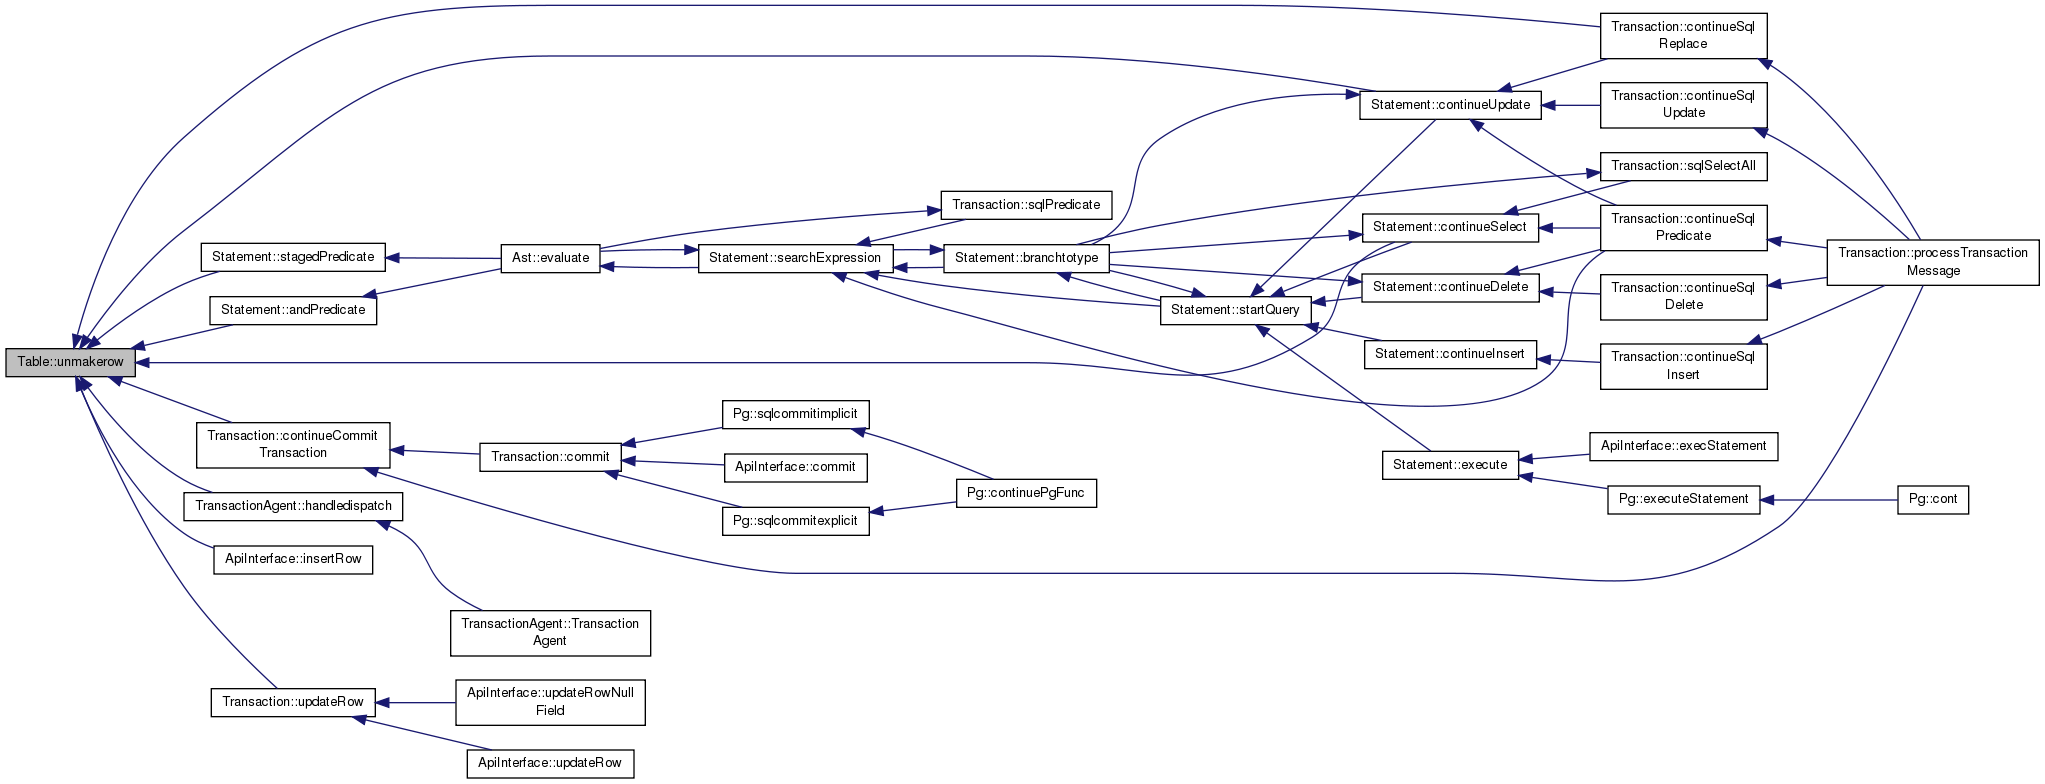 Transaction::continueSql
Replace
Transaction::continueSql
Update
Statement::continueUpdate
Transaction::sqlSelectAll
Transaction::sqlPredicate
Transaction::continueSql
Predicate
Statement::continueSelect
Statement::stagedPredicate
Ast::evaluate
Statement::searchExpression
Statement::branchtotype
Transaction::processTransaction
Message
Statement::continueDelete
Transaction::continueSql
Delete
Statement::andPredicate
Statement::startQuery
Table::unmakerow
Statement::continueInsert
Transaction::continueSql
Insert
Pg::sqlcommitimplicit
Transaction::continueCommit
Transaction
Transaction::commit
ApiInterface::commit
ApiInterface::execStatement
Statement::execute
Pg::continuePgFunc
Pg::executeStatement
Pg::cont
TransactionAgent::handledispatch
Pg::sqlcommitexplicit
ApiInterface::insertRow
TransactionAgent::Transaction
Agent
Transaction::updateRow
ApiInterface::updateRowNull
Field
ApiInterface::updateRow